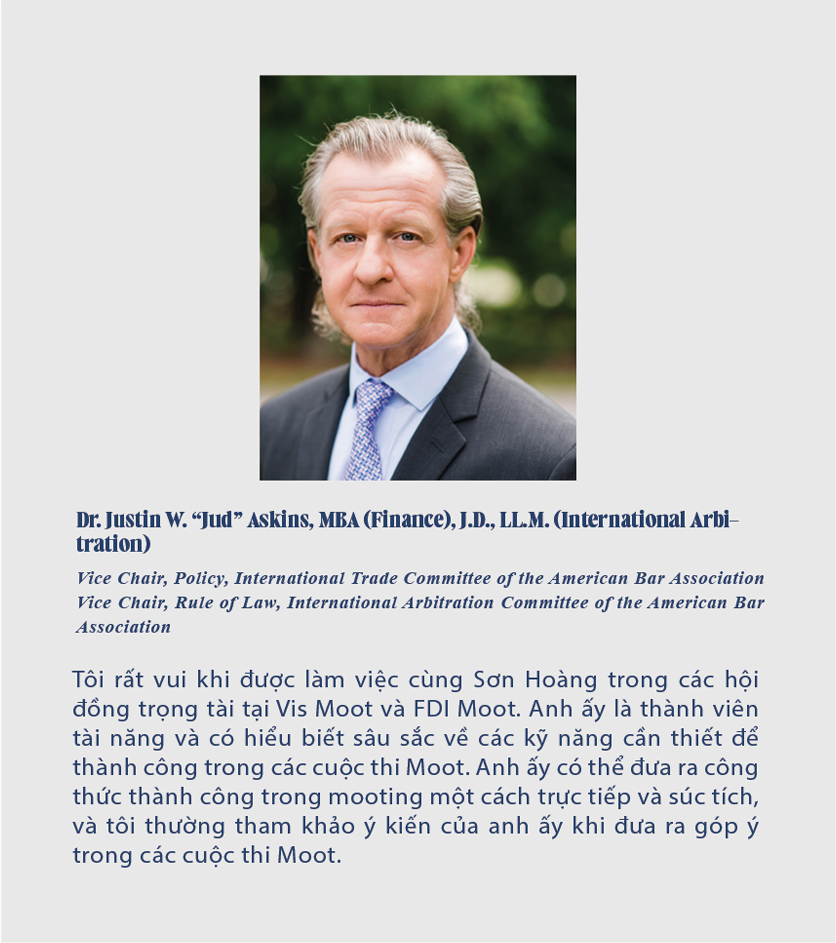 Dr. Justin W. “Jud” Askins, MBA (Finance), J.D., LL.M. (International Arbi-
tration)
Vice Chair, Policy, International Trade Committee of the American Bar Association
Vice Chair, Rule of Law, International Arbitration Committee of the American Bar
Association
Tôi rất vui khi được làm việc cùng Sơn Hoàng trong các hội
đồng trọng tài tại Vis Moot và FDI Moot. Anh ấy là thành viên
tài năng và có hiểu biết sâu sắc về các kỹ năng cần thiết để
thành công trong các cuộc thi Moot. Anh ấy có thể đưa ra công
thức thành công trong mooting một cách trực tiếp và súc tích,
và tôi thường tham khảo ý kiến của anh ấy khi đưa ra góp ý
trong các cuộc thi Moot.